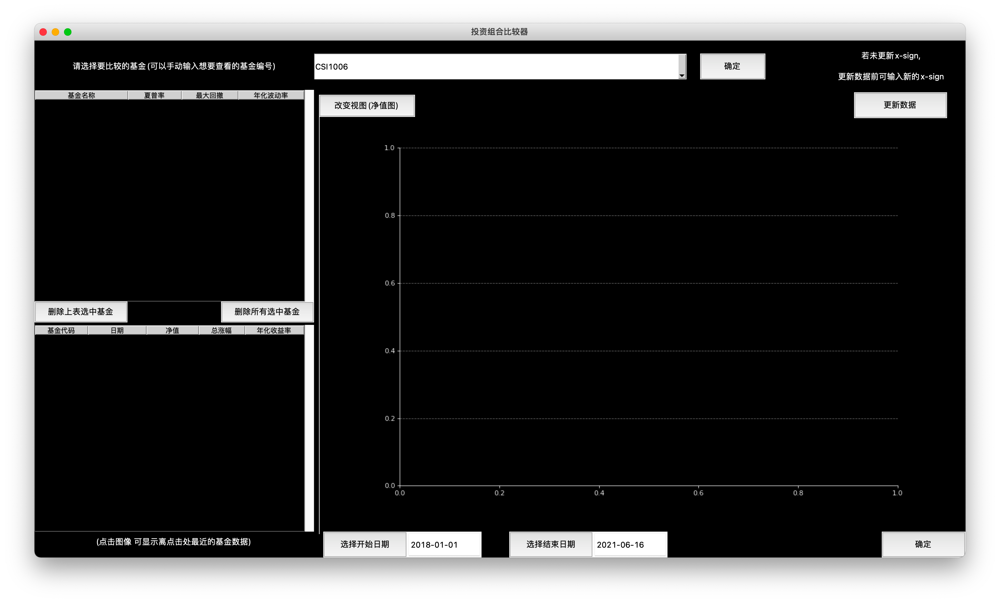 投资组合比较器
请选择要比较的基金(可以手动输入想要查看的基金编号)
CSI1006
确定
若未更新x-sign,
更新数据前可输入新的x-sign
基金名称 夏普率 最大回撤 年化波动率
改变视图(净值图)
更新数据
1.0
0.8
0.6
0.4
0.2
0.0
0.0 0.2 0.4 0.6 0.8 1.0
删除上表选中基金
删除所有选中基金
基金代码 日期 净值 总涨幅 年化收益率
(点击图像 可显示离点击处最近的基金数据)
选择开始日期 2018-01-01
选择结束日期 2021-06-16
确定